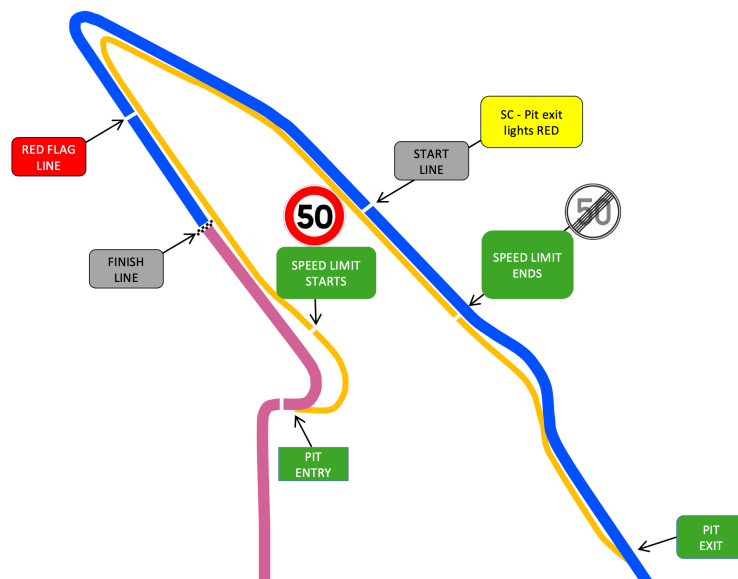 SC - Pit exit
lights RED
RED FLAG
LINE
START
LINE
50
50
FINISH
LINE
SPEED LIMIT
STARTS
SPEED LIMIT
ENDS
PIT
ENTRY
PIT
EXIT